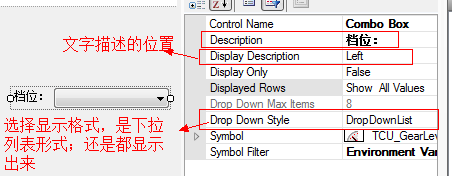 Control Name Combo Box
文字描述的位置
Description 档位：
Display Description Left
Display Only False
Displayed Rows Show All Values
档位：
Drop Down Max Items 8
选择显示格式，是下拉
列表形式；还是都显示
出来
Drop Down Style DropDownList
Symbol TCU_GearLev
Symbol Filter Environment Var